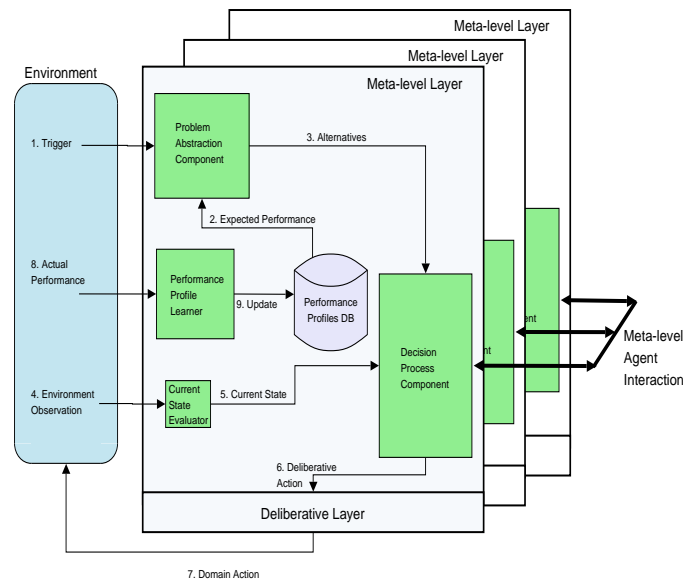 Meta-level Layer
Meta-level Layer
Meta-level Layer
Environment
1. Trigger
Problem
Abstraction
Component
3. Alternatives
2. Expected Performance
8. Actual
Performance
Performance
Profile
Learner
9. Update
Performance
Profiles DB
Decision
Process
Component
ent
nt
Meta-level
Agent
Interaction
4. Environment
Observation
Current
State
Evaluator
5. Current State
6. Deliberative
Action
Deliberative Layer
7. Domain Action